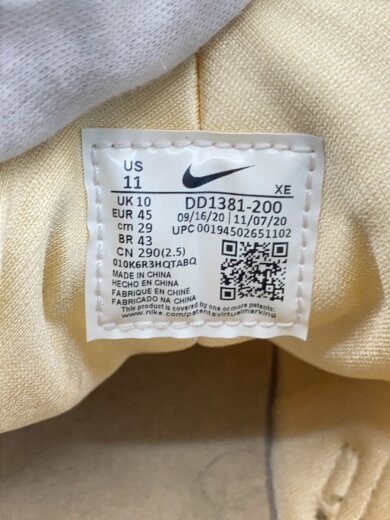 US
11
XE
UK 10
EUR 45
cm 29
BR 43
CN 290(2.5)
010K6R3HQTABQ
DD1381-200
09/16/20 11/07/20
UPC 00194502651102
MADE IN CHINA
HECHO EN CHINA
FABRIQUE EN CHINE
FABRICADO NA CHINA
This product is covered by one or more patents:
www.nike.com/patentsvirtualmarking